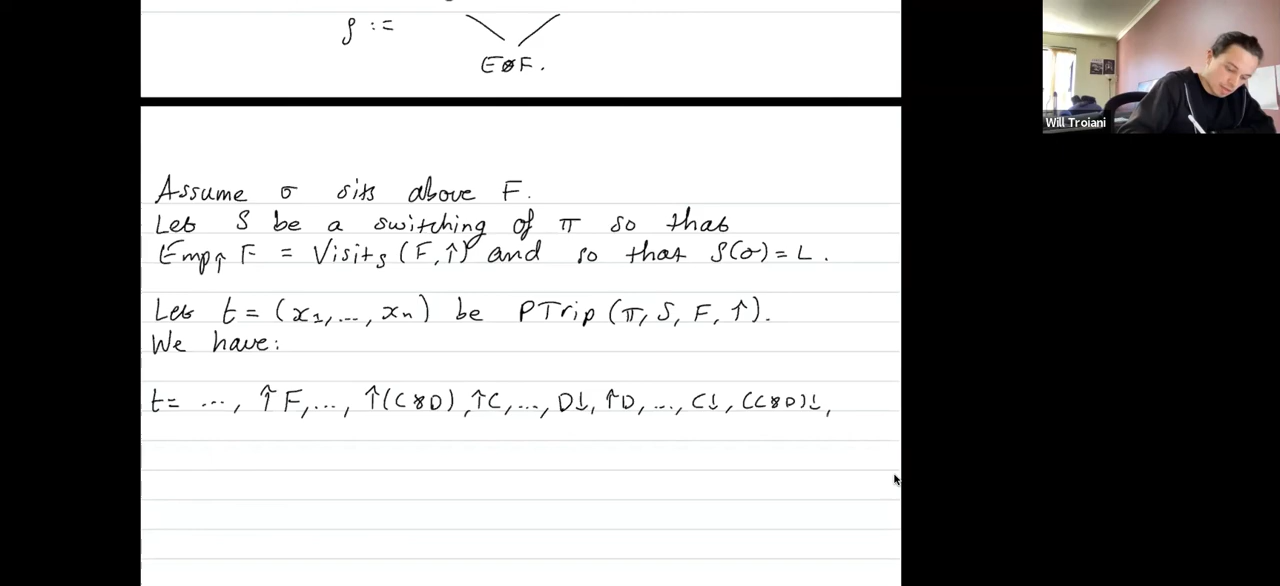 ρ :=
E⅋F.
Assume σ sits above F.
Let S be a switching of π so that
Emp↑ F = Visits (F,↑) and so that S(σ) = L.
Let t = (x₁, ..., xₙ) be PTrip (π, S, F, ↑).
We have:
t = ..., ↑F, ..., ↑(C⅋D), ↑C, ..., D↓, ↑D, ..., C↓, (C⅋D)↓,
Will Troiani